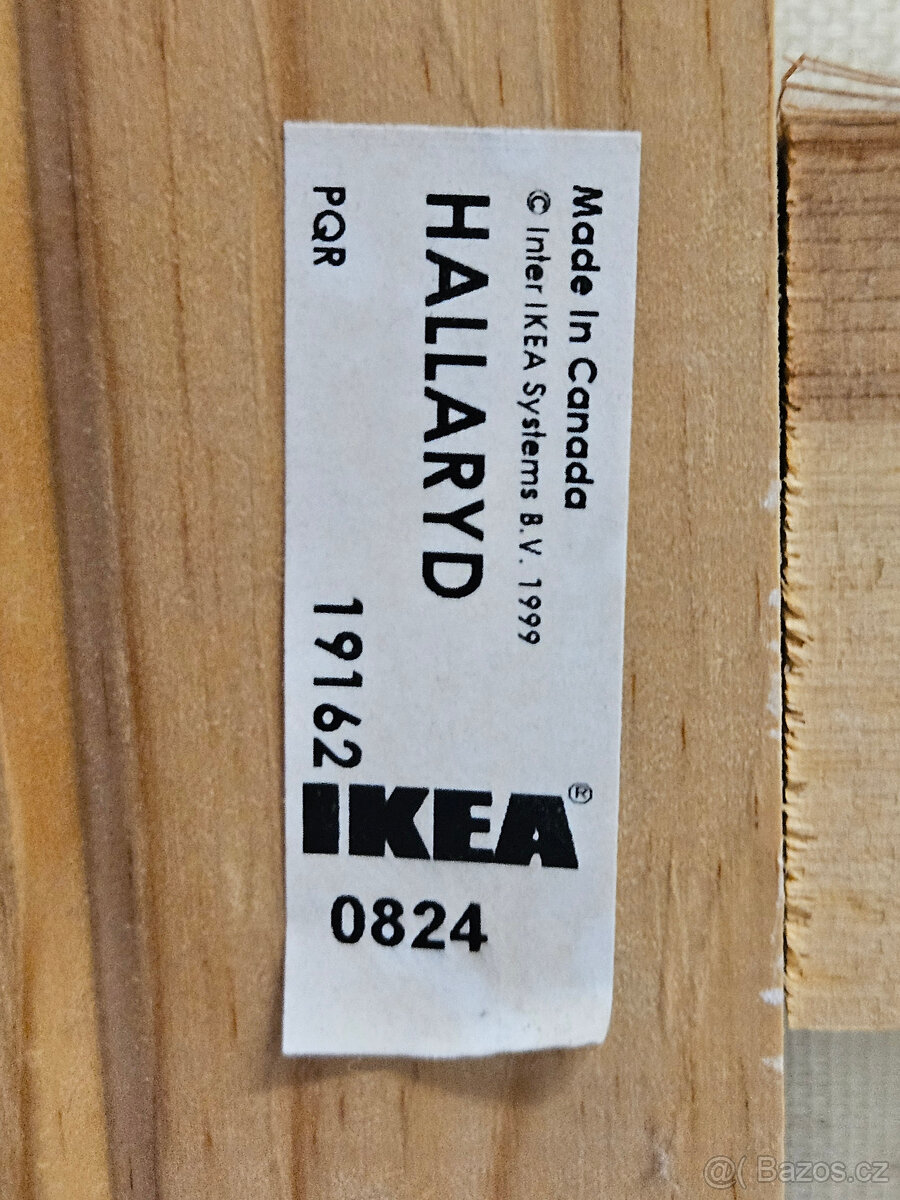 Made In Canada
© Inter IKEA Systems B.V. 1999
HALLARYD
PQR 19162
IKEA®
0824
@( Bazos.cz